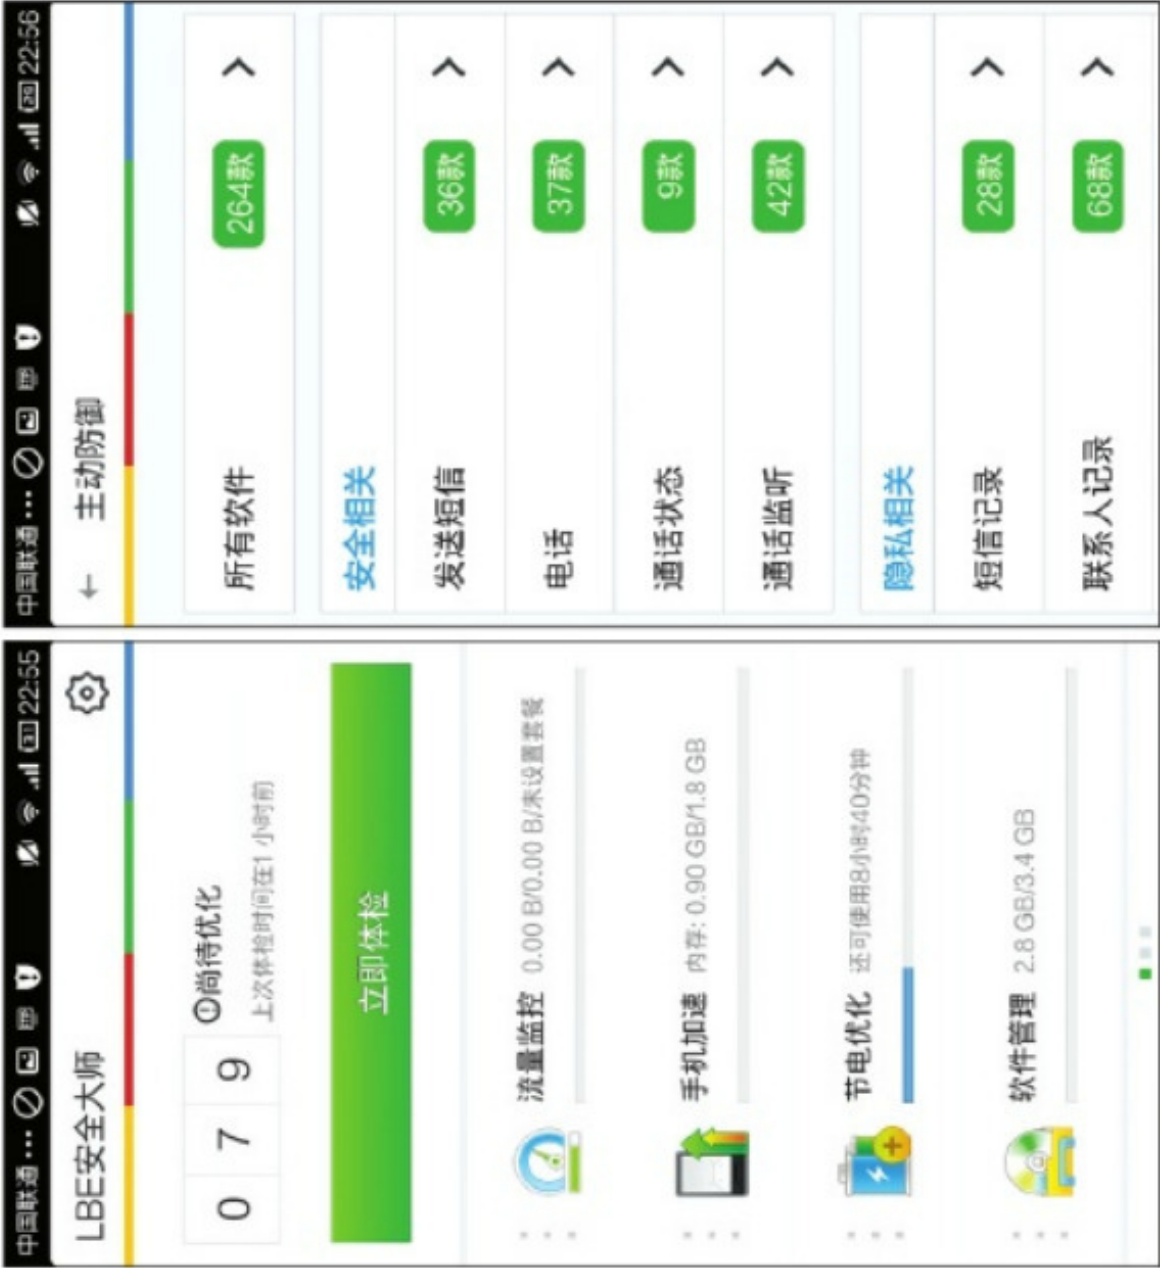 中国联通 ••• 31 22:55
LBE安全大师
0 7 9
尚待优化
上次体检时间在1 小时前
立即体检
流量监控 0.00 B/0.00 B/未设置套餐
手机加速 内存: 0.90 GB/1.8 GB
节电优化 还可使用8小时40分钟
软件管理 2.8 GB/3.4 GB
中国联通 ••• 29 22:56
主动防御
所有软件 264款
安全相关
发送短信 36款
电话 37款
通话状态 9款
通话监听 42款
隐私相关
短信记录 28款
联系人记录 68款